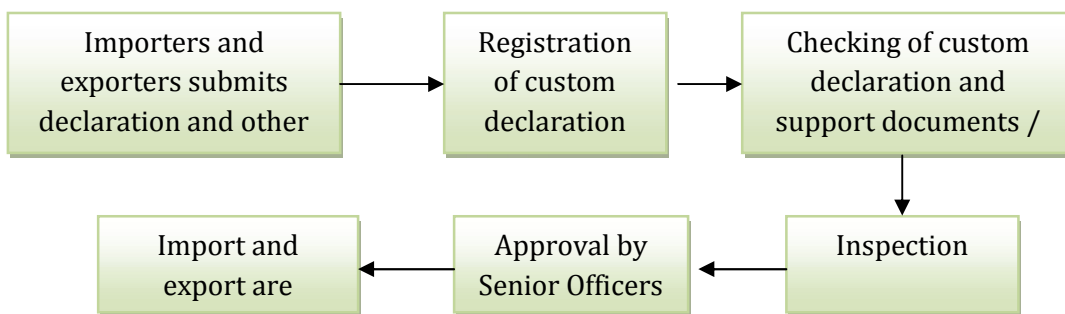 Importers and
exporters submits
declaration and other
Registration
of custom
declaration
Checking of custom
declaration and
support documents /
Inspection
Approval by
Senior Officers
Import and
export are